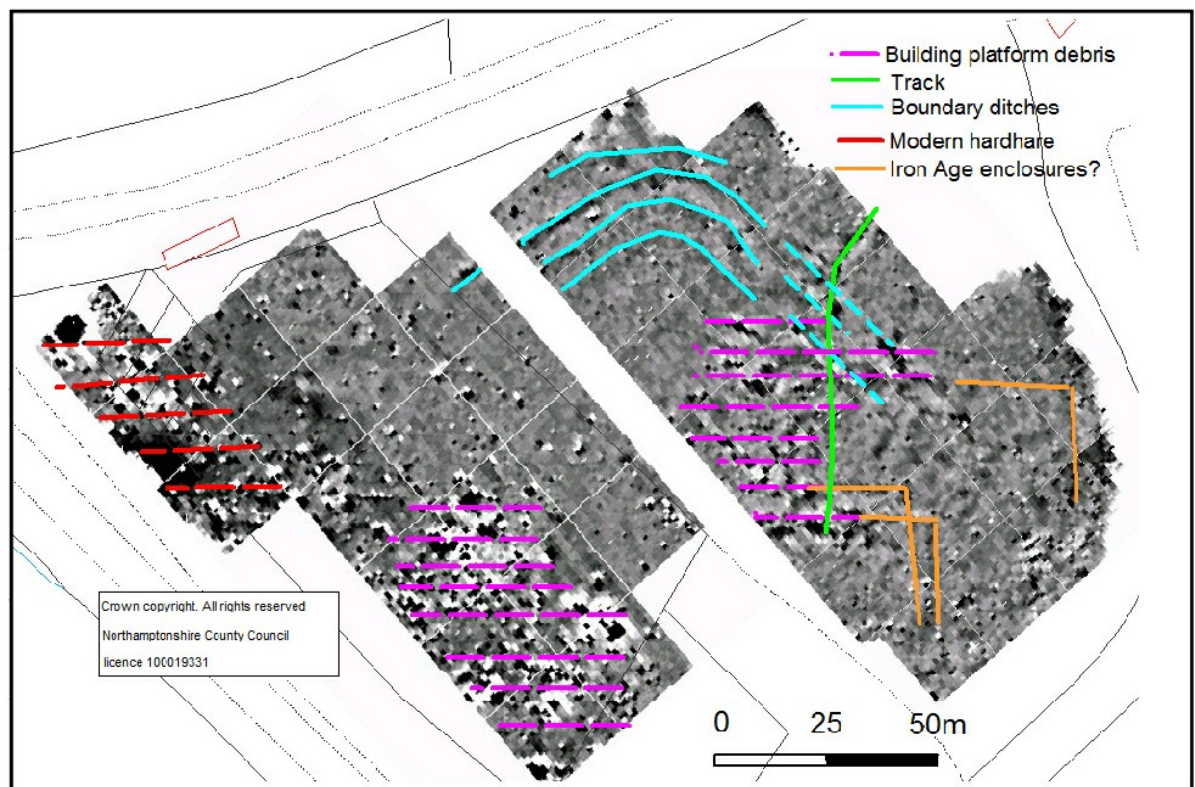 Building platform debris
Track
Boundary ditches
Modern hardhare
Iron Age enclosures?
Crown copyright. All rights reserved
Northamptonshire County Council
licence 100019331
0 25 50m